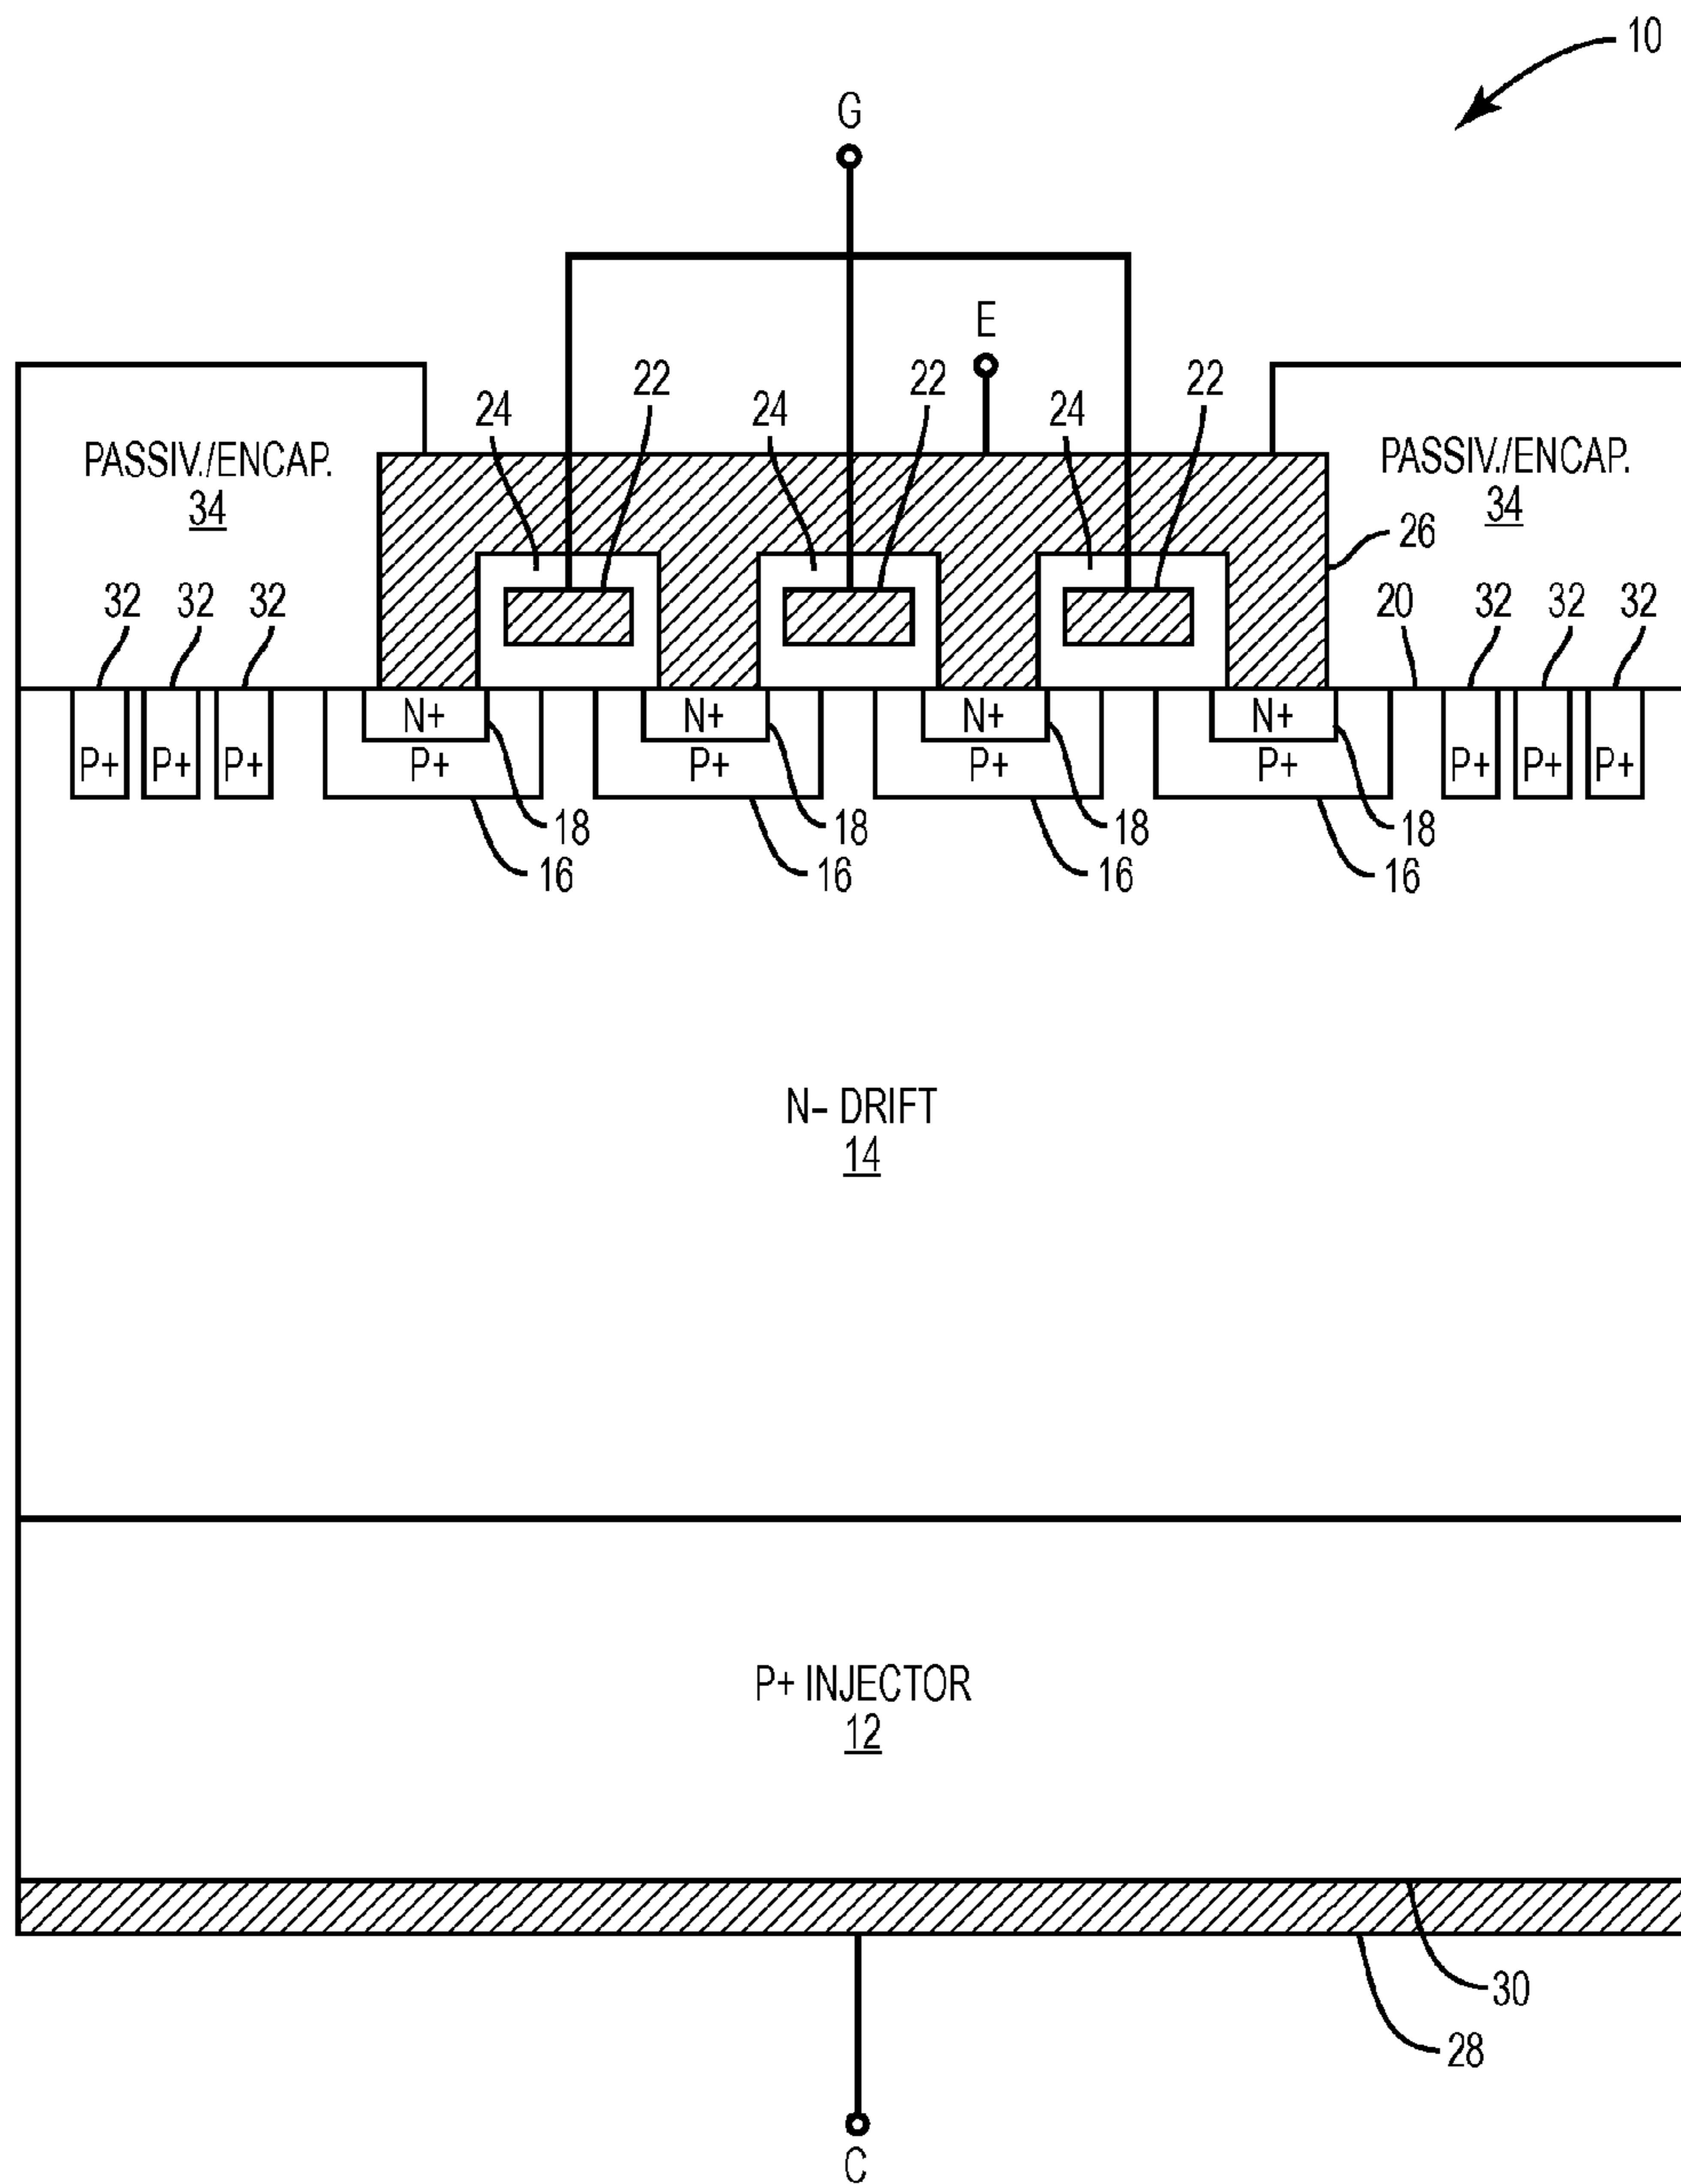 10
G
E
22 22 22
24 24 24
PASSIV./ENCAP. PASSIV./ENCAP.
34 34
26
32 32 32 20 32 32 32
N+ N+ N+ N+
P+ P+ P+ P+ P+ P+ P+ P+ P+ P+
18 18 18 18
16 16 16 16
N– DRIFT
14
P+ INJECTOR
12
30
28
C